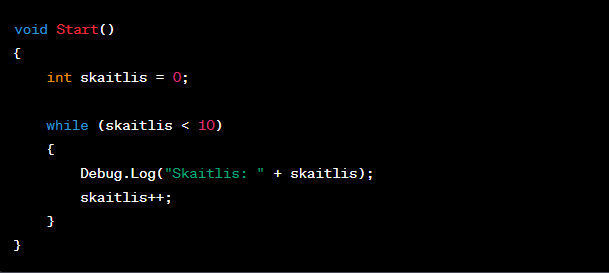 void Start()
{
    int skaitlis = 0;

    while (skaitlis < 10)
    {
        Debug.Log("Skaitlis: " + skaitlis);
        skaitlis++;
    }
}